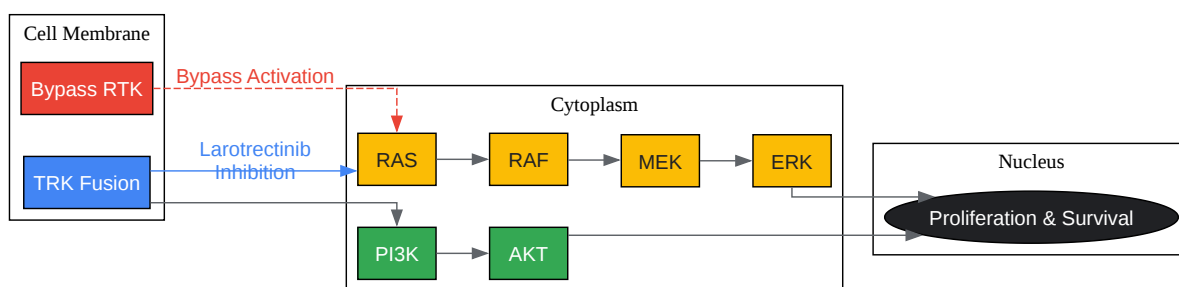 Cell Membrane
Bypass RTK
Bypass Activation
Cytoplasm
TRK Fusion
Larotrectinib
Inhibition
RAS
RAF
MEK
ERK
Nucleus
Proliferation & Survival
PI3K
AKT